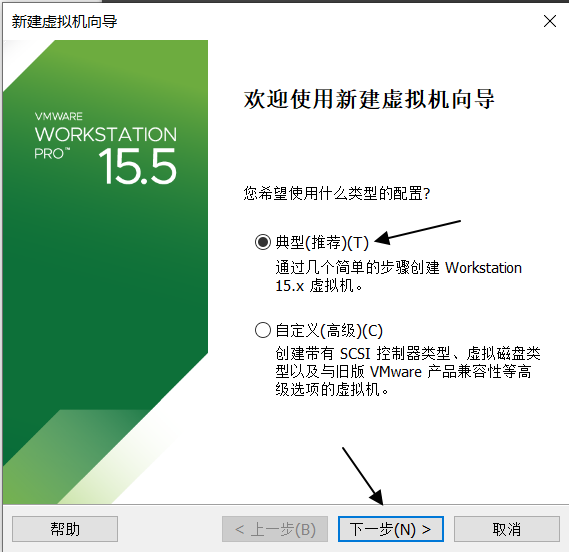 新建虚拟机向导
VMWARE
WORKSTATION
PRO™ 15.5
欢迎使用新建虚拟机向导
您希望使用什么类型的配置?
典型(推荐)(T)
通过几个简单的步骤创建 Workstation
15.x 虚拟机。
自定义(高级)(C)
创建带有 SCSI 控制器类型、虚拟磁盘类
型以及与旧版 VMware 产品兼容性等高
级选项的虚拟机。
帮助
< 上一步(B)
下一步(N) >
取消